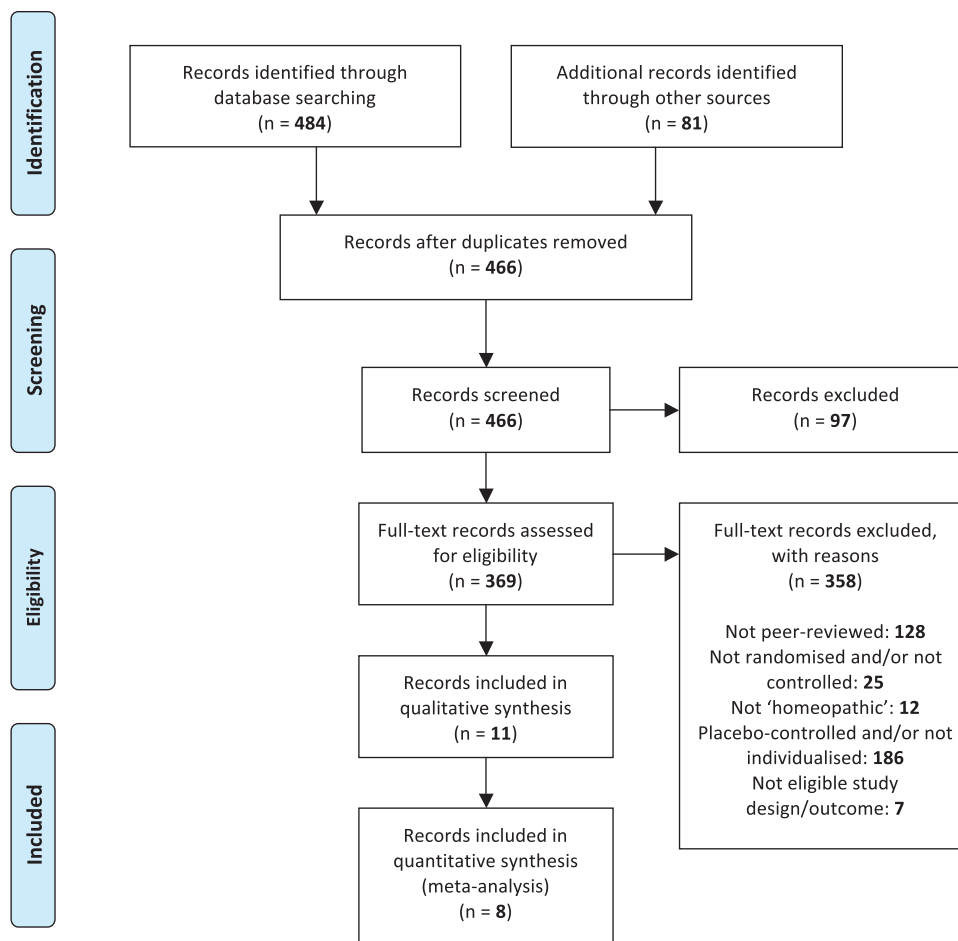 Identification
Records identified through
database searching
(n = 484)
Additional records identified
through other sources
(n = 81)
Records after duplicates removed
(n = 466)
Screening
Records screened
(n = 466)
Records excluded
(n = 97)
Eligibility
Full-text records assessed
for eligibility
(n = 369)
Full-text records excluded,
with reasons
(n = 358)
Not peer-reviewed: 128
Not randomised and/or not
controlled: 25
Not ‘homeopathic’: 12
Placebo-controlled and/or not
individualised: 186
Not eligible study
design/outcome: 7
Records included in
qualitative synthesis
(n = 11)
Included
Records included in
quantitative synthesis
(meta-analysis)
(n = 8)